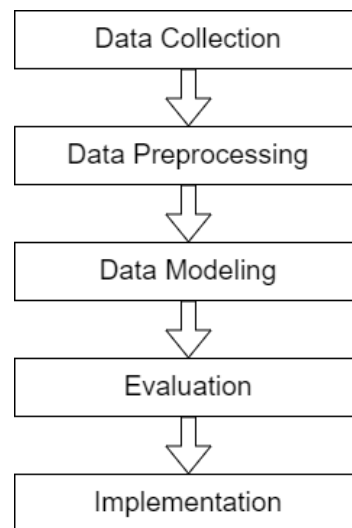 Data Collection
Data Preprocessing
Data Modeling
Evaluation
Implementation